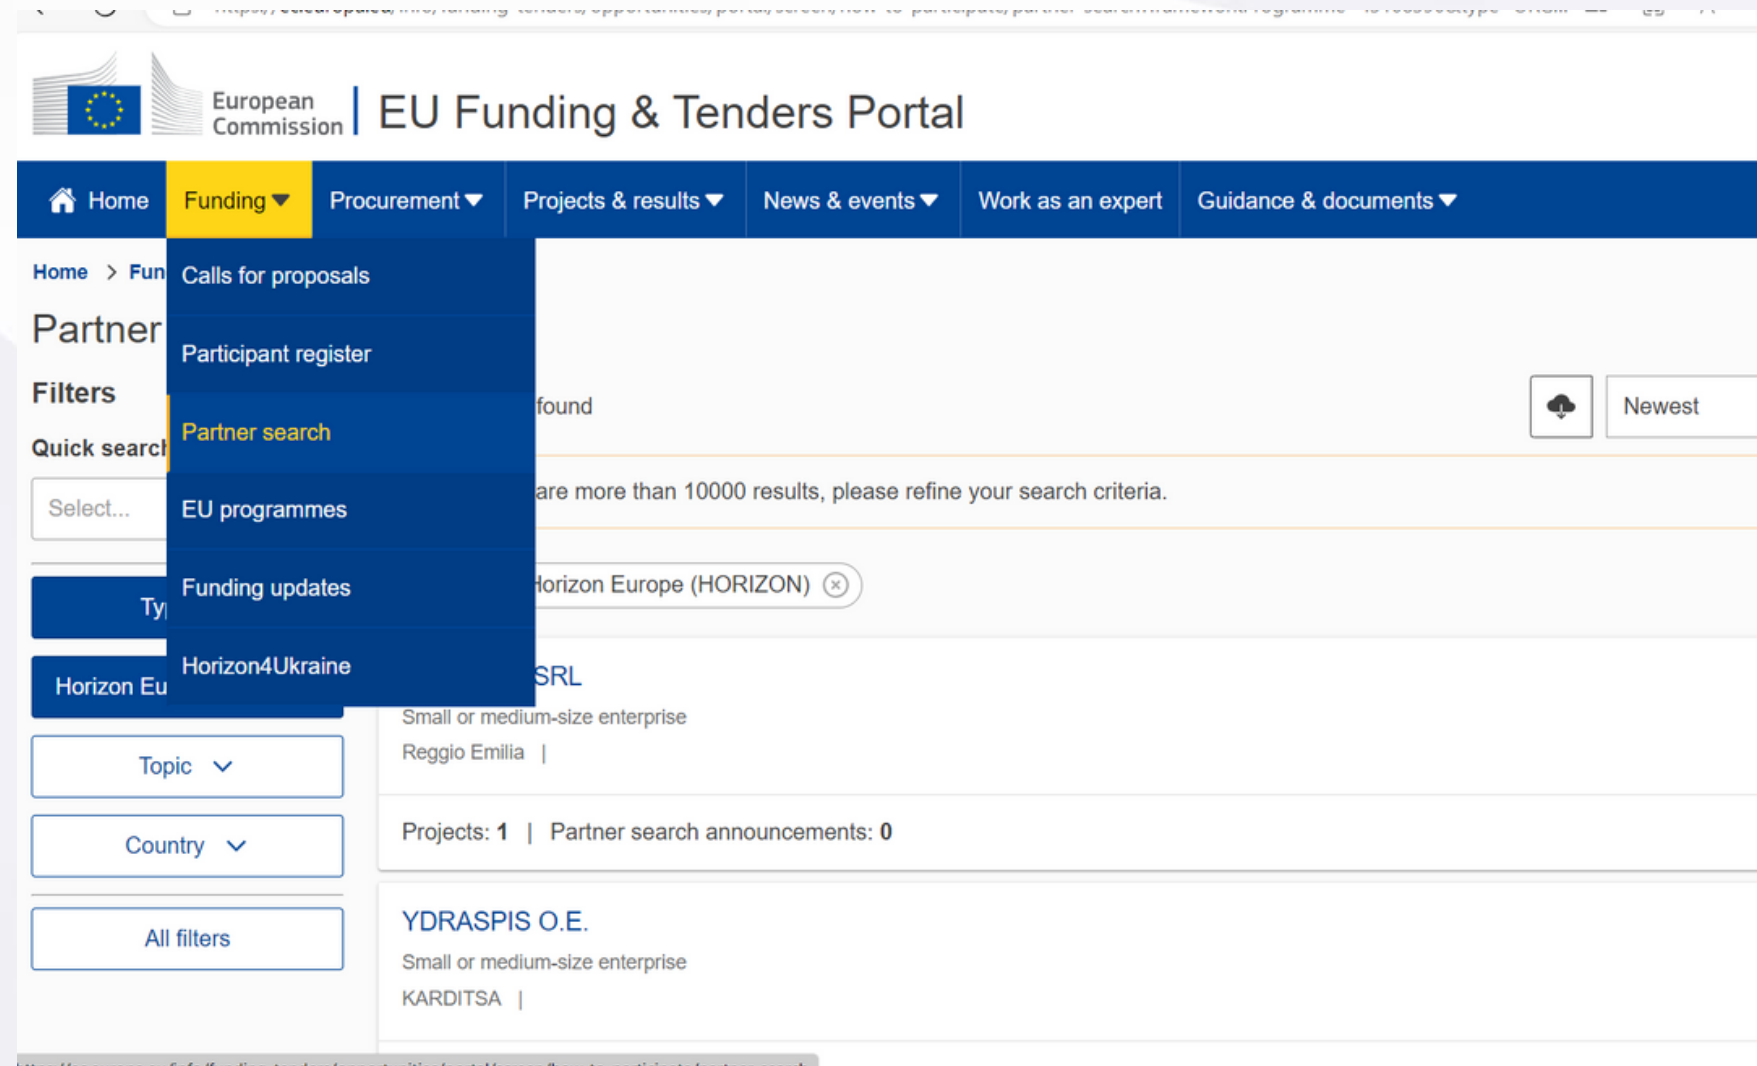 European
Commission
EU Funding & Tenders Portal
Home
Funding
Procurement
Projects & results
News & events
Work as an expert
Guidance & documents
Home > Fun
Calls for proposals
Partner
Participant register
Filters
found
Newest
Partner search
Quick search
are more than 10000 results, please refine your search criteria.
Select...
EU programmes
Horizon Europe (HORIZON)
Funding updates
Ty
Horizon4Ukraine
SRL
Horizon Eu
Small or medium-size enterprise
Reggio Emilia |
Topic
Projects: 1 | Partner search announcements: 0
Country
YDRASPIS O.E.
All filters
Small or medium-size enterprise
KARDITSA |